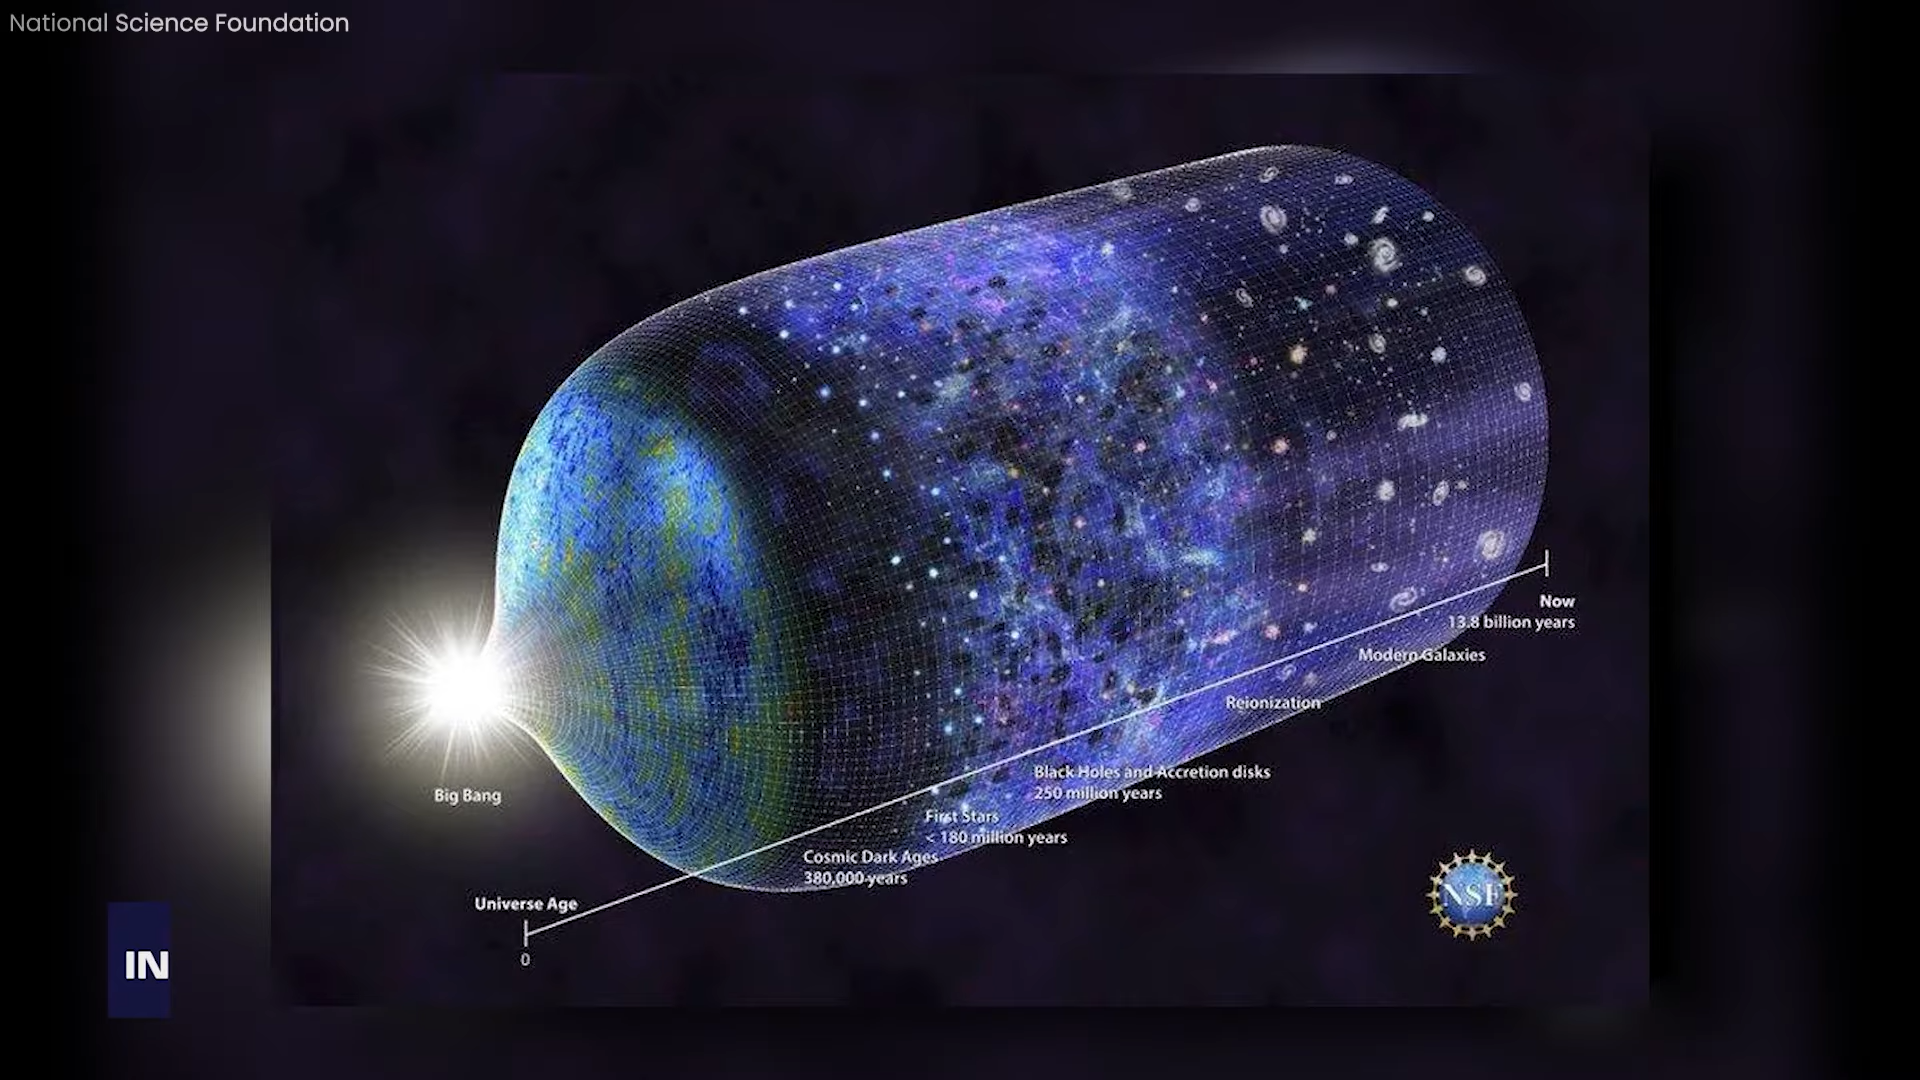 National Science Foundation
Now
13.8 billion years
Modern Galaxies
Reionization
Black Holes and Accretion disks
250 million years
First Stars
< 180 million years
Cosmic Dark Ages
380,000 years
Big Bang
Universe Age
0
NSF
IN